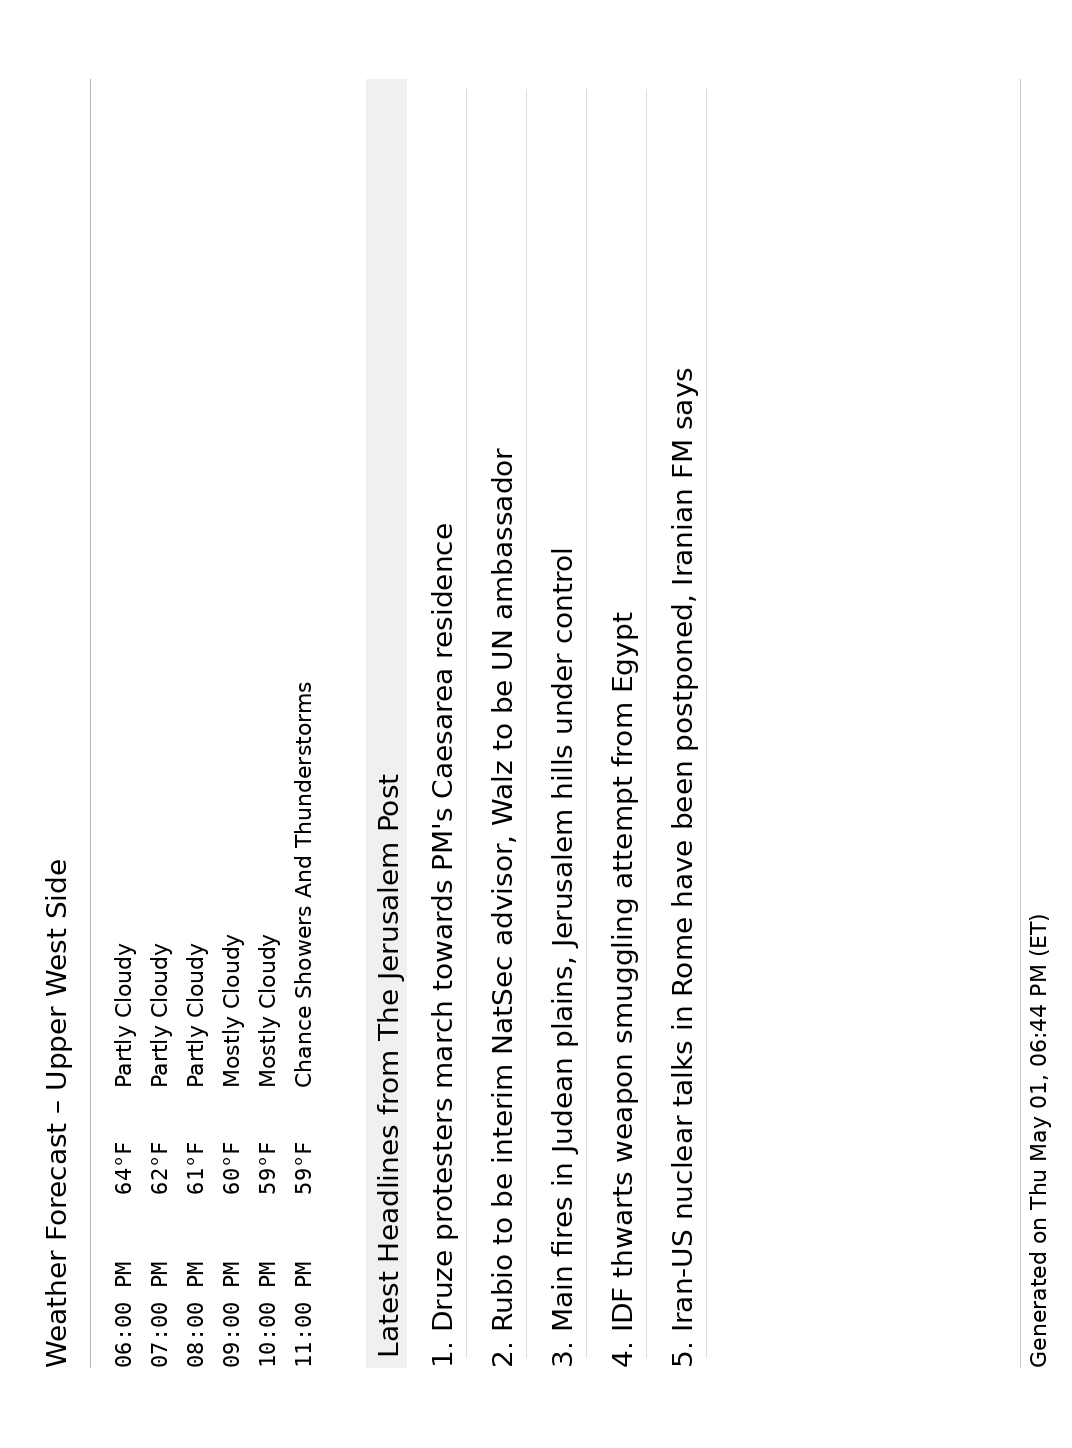 Weather Forecast – Upper West Side
06:00 PM 64°F Partly Cloudy
07:00 PM 62°F Partly Cloudy
08:00 PM 61°F Partly Cloudy
09:00 PM 60°F Mostly Cloudy
10:00 PM 59°F Mostly Cloudy
11:00 PM 59°F Chance Showers And Thunderstorms
Latest Headlines from The Jerusalem Post
1. Druze protesters march towards PM's Caesarea residence
2. Rubio to be interim NatSec advisor, Walz to be UN ambassador
3. Main fires in Judean plains, Jerusalem hills under control
4. IDF thwarts weapon smuggling attempt from Egypt
5. Iran-US nuclear talks in Rome have been postponed, Iranian FM says
Generated on Thu May 01, 06:44 PM (ET)